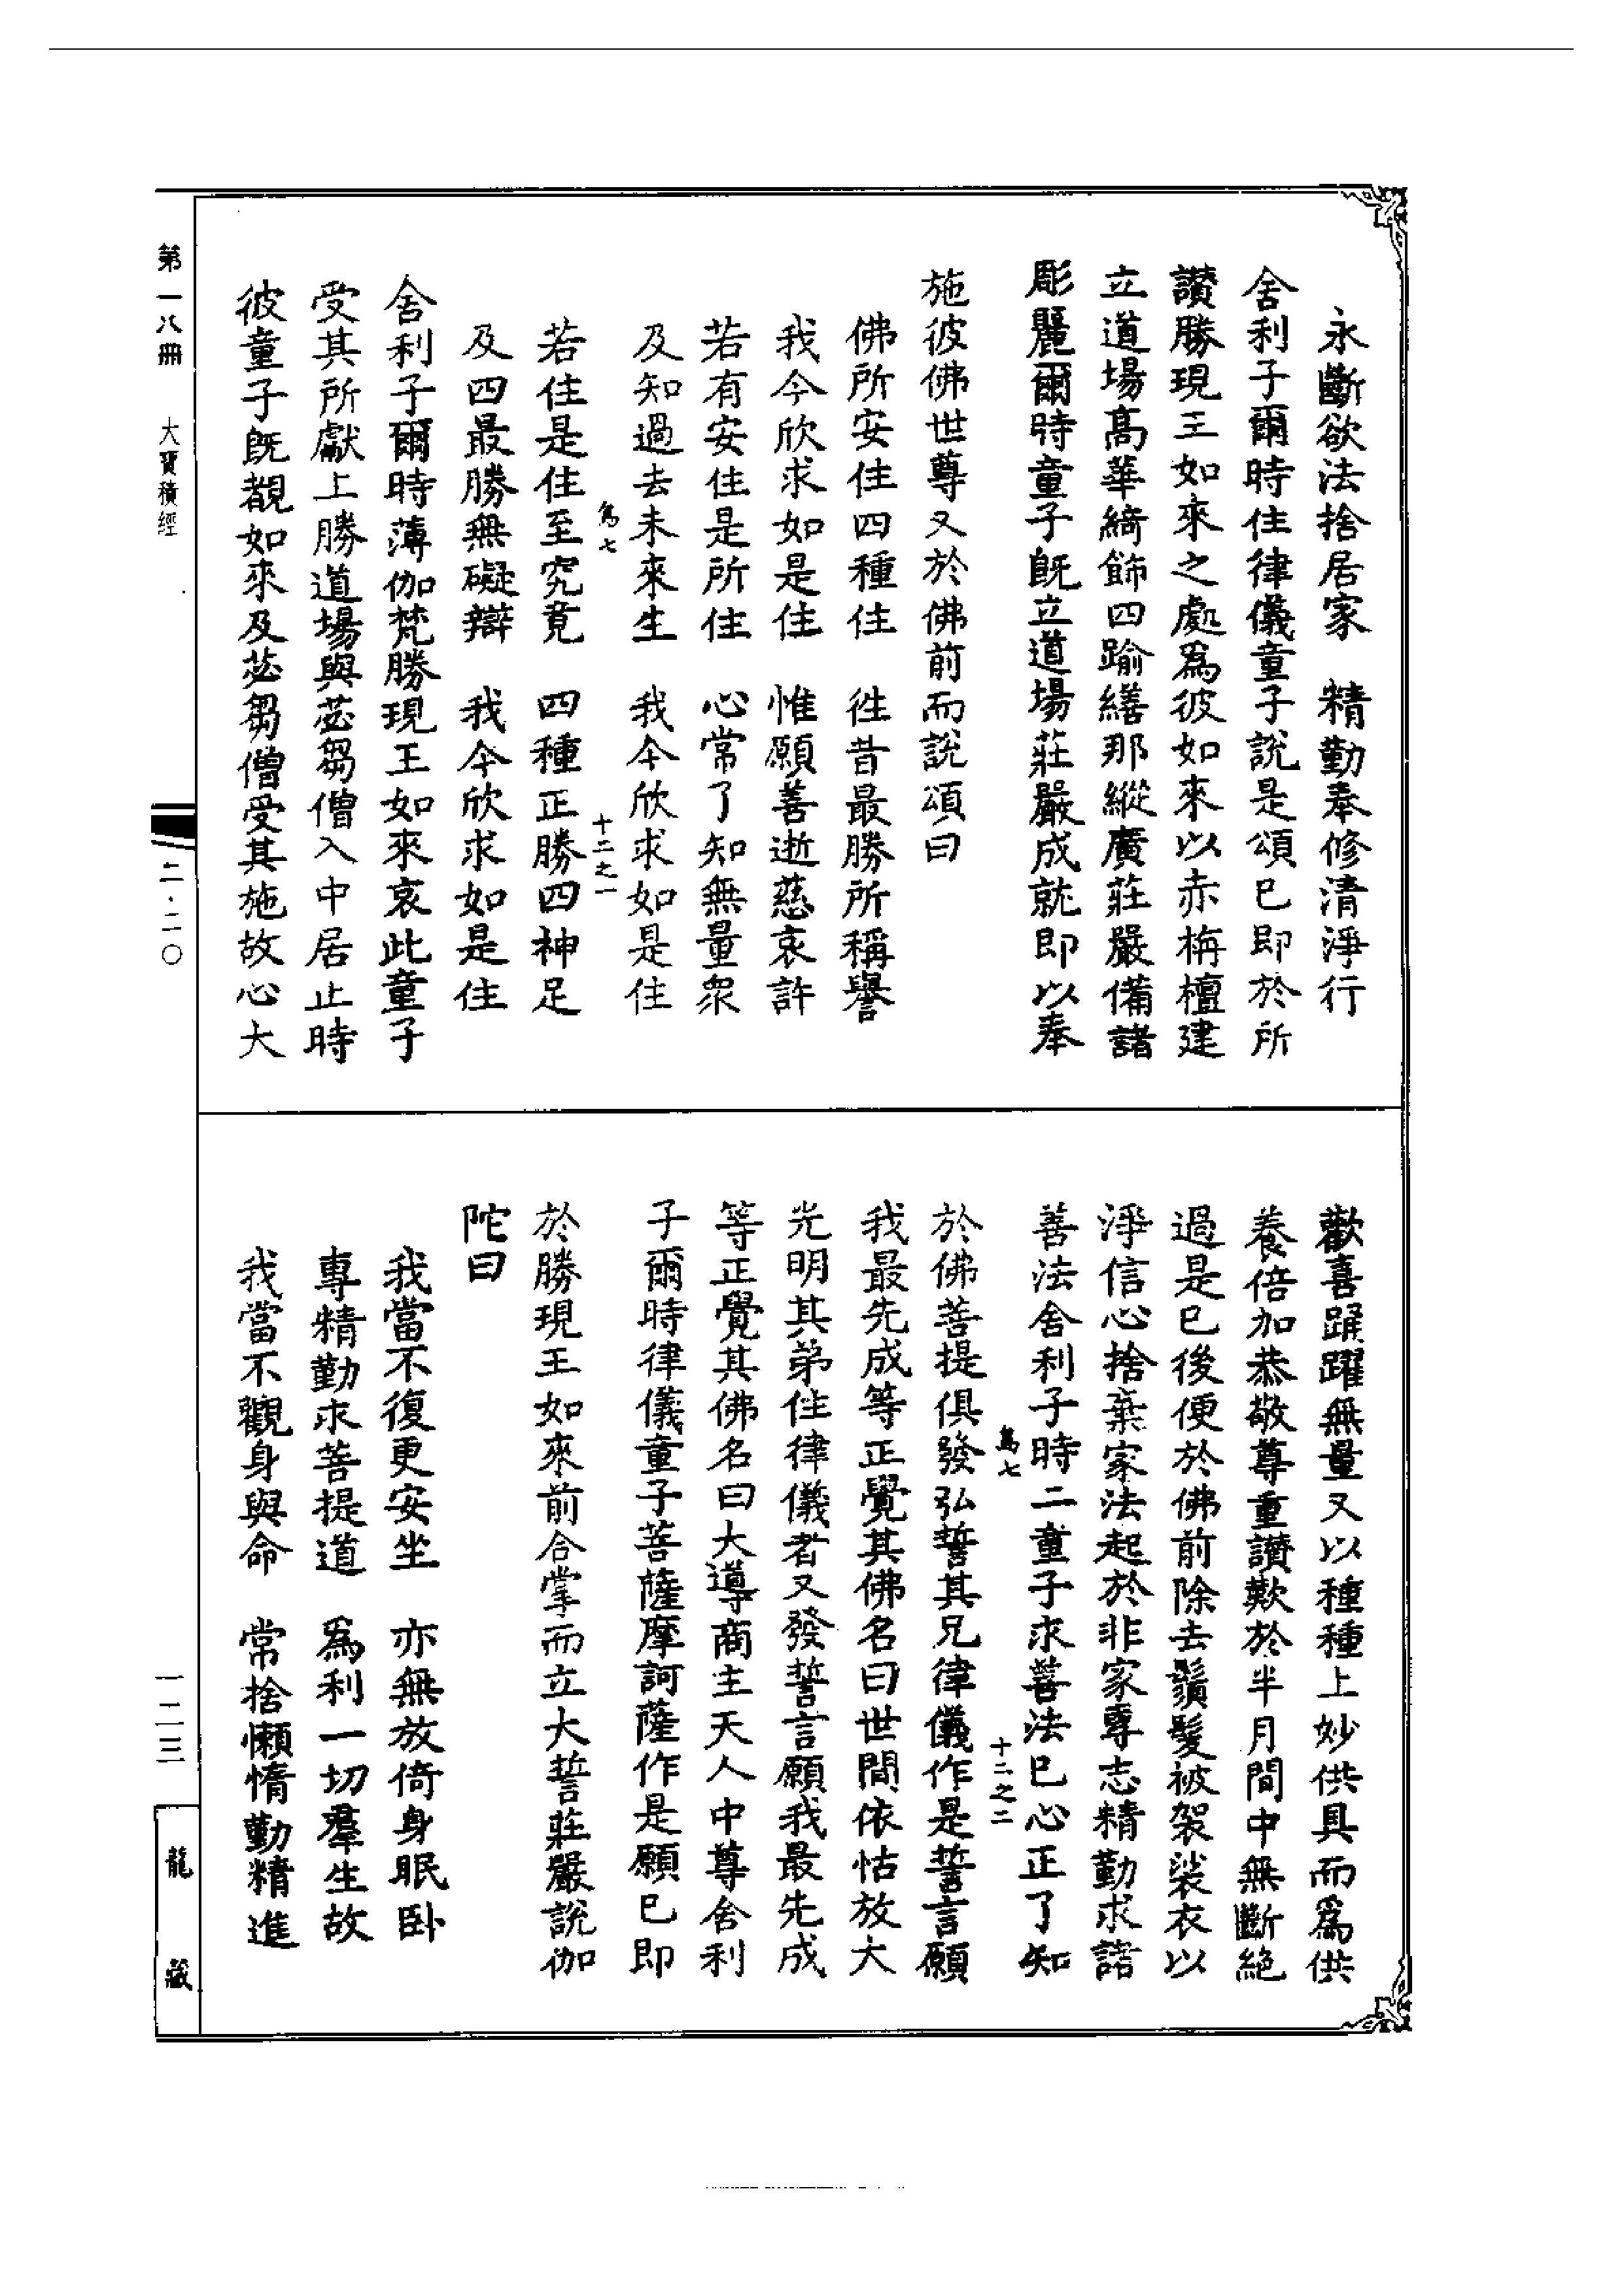 永斷欲法捨居家　精勤奉修清淨行
舍利子爾時住律儀童子說是頌已即於所
讃勝現王如來之處爲彼如來以赤栴檀建
立道場高華綺飾四踰繕那縱廣莊嚴備諸
彫麗爾時童子既立道場莊嚴成就即以奉
施彼佛世尊又於佛前而說頌曰
佛所安住四種住　徃昔最勝所稱譽
我今欣求如是住　惟願善逝慈哀許
若有安住是所住　心常了知無量衆
及知過去未來生　我今欣求如是住
爲七　十二之一
若住是住至究竟　四種正勝四神足
及四最勝無礙辯　我今欣求如是住
舍利子爾時薄伽梵勝現王如來哀此童子
受其所獻上勝道場與苾芻僧入中居止時
彼童子既覩如來及苾芻僧受其施故心大
歡喜踊躍無量又以種種上妙供具而爲供
養倍加恭敬尊重讃歎於半月間中無斷絶
過是已後便於佛前除去鬚髮被袈裟衣以
淨信心捨棄家法起於非家專志精勤求諸
善法舍利子時二童子求善法已心正了知
爲七　十二之二
於佛菩提俱發弘誓其兄律儀作是誓言願
我最先成等正覺其佛名曰世間依怙放大
光明其弟住律儀者又發誓言願我最先成
等正覺其佛名曰大導商主天人中尊舍利
子爾時律儀童子菩薩摩訶薩作是願已即
於勝現王如來前合掌而立大誓莊嚴說伽
陀曰
我當不復更安坐　亦無放倚身眠卧
專精勤求菩提道　爲利一切羣生故
我當不觀身與命　常捨懶惰勤精進
第一八冊　大寶積經　二·二〇　一二三　龍藏